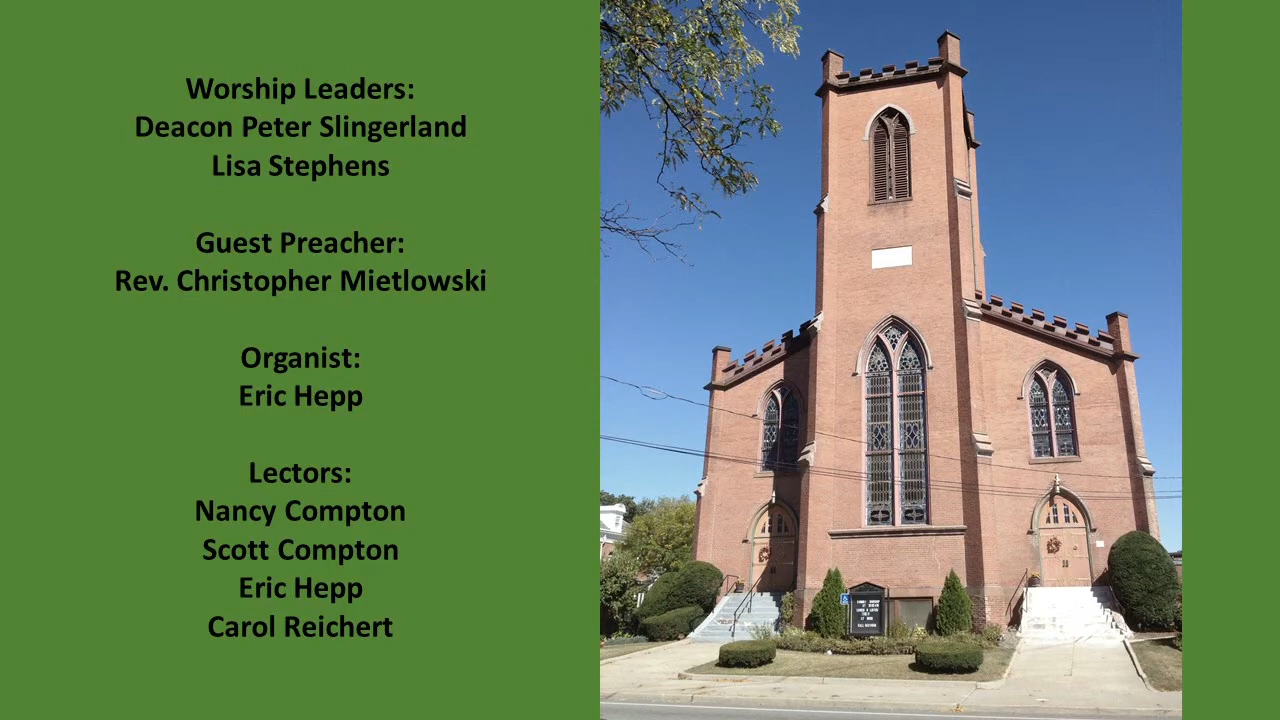 Worship Leaders:
Deacon Peter Slingerland
Lisa Stephens
Guest Preacher:
Rev. Christopher Mietlowski
Organist:
Eric Hepp
Lectors:
Nancy Compton
Scott Compton
Eric Hepp
Carol Reichert